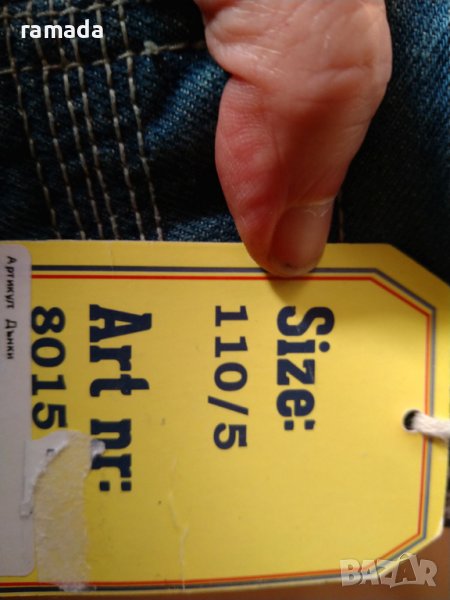 ramada
Size:
110/5
Art nr:
8015
Артикул: Дънки
BAZAR